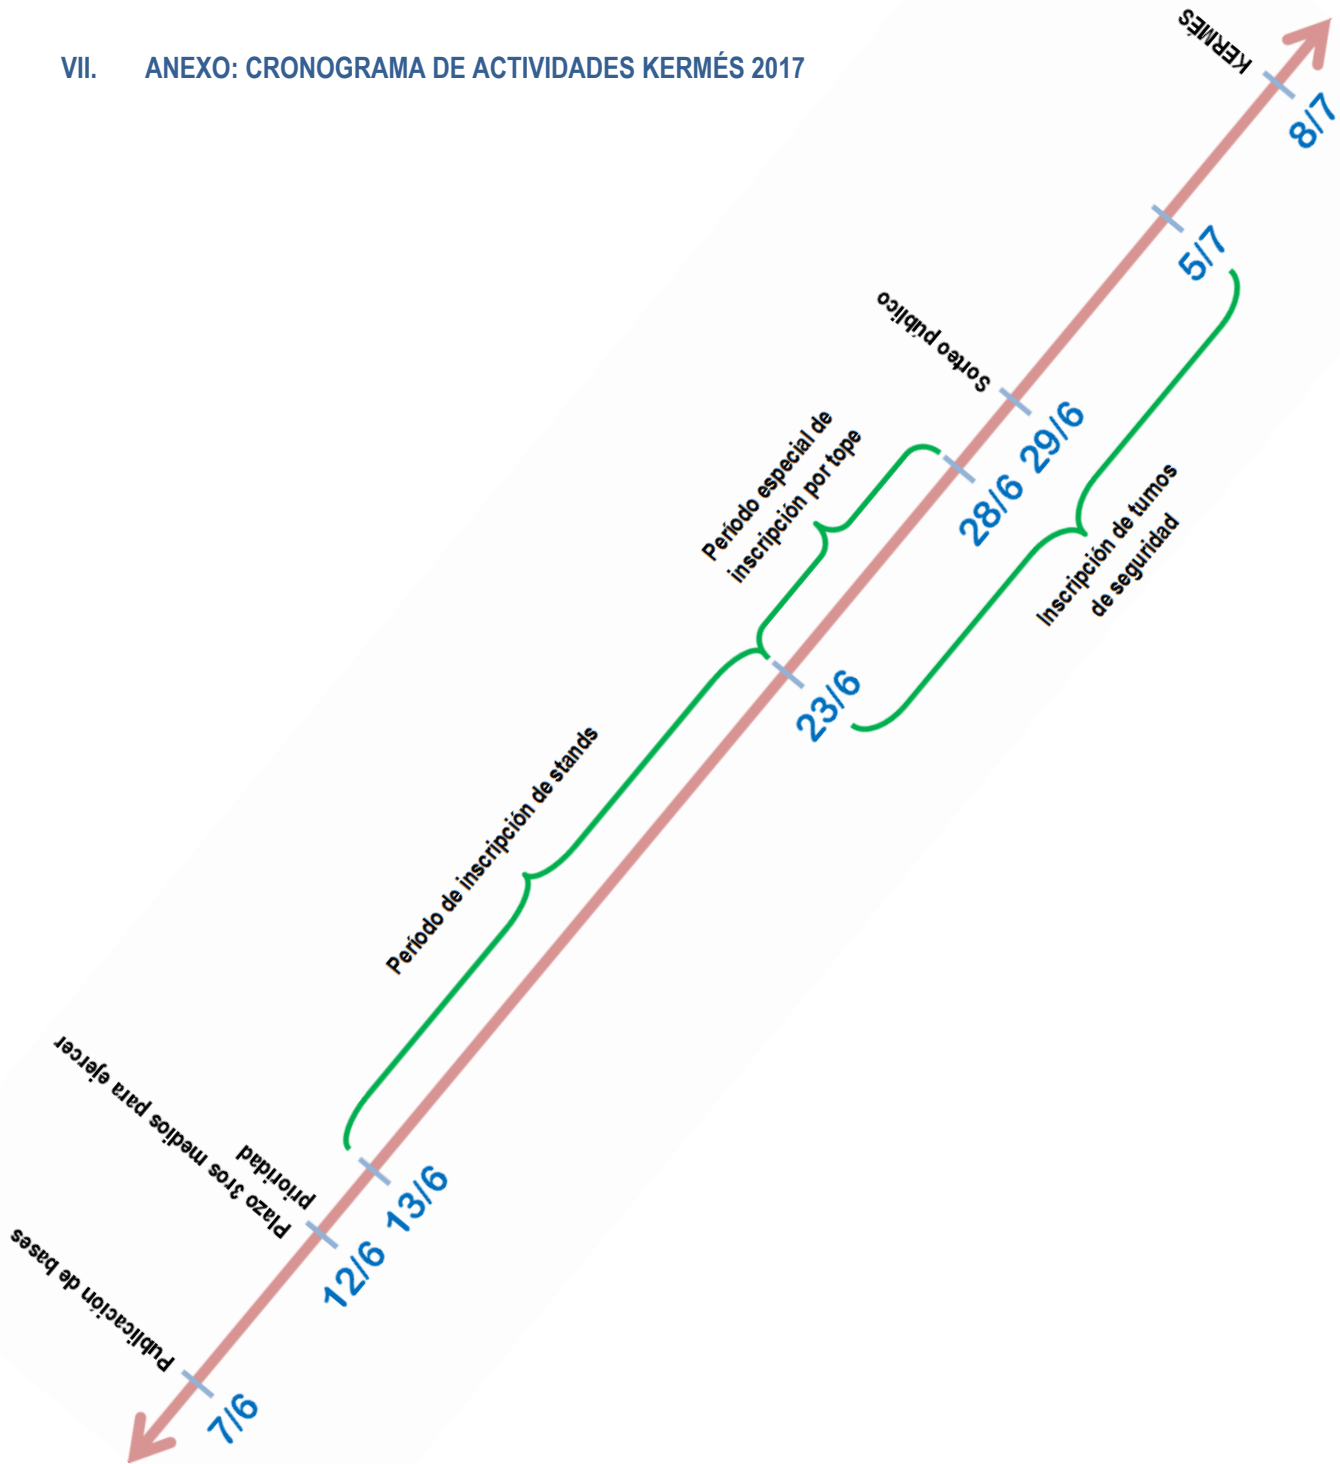 VII. ANEXO: CRONOGRAMA DE ACTIVIDADES KERMÉS 2017
KERMÉS
8/7
5/7
Sorteo público
29/6
28/6
Período especial de
inscripción por tope
Inscripción de turnos
de seguridad
23/6
Período de inscripción de stands
13/6
Plazo 3ros medios para ejercer
prioridad
12/6
Publicación de bases
7/6